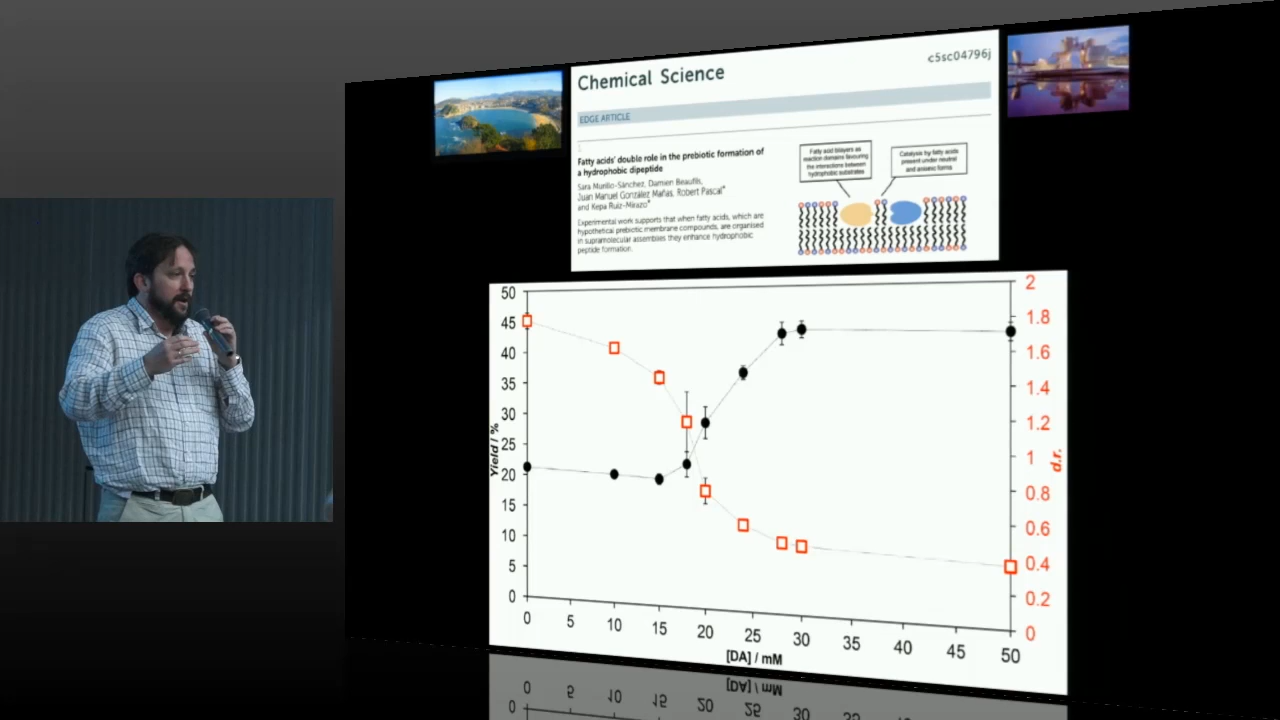 Chemical Science
c5sc04796j
EDGE ARTICLE
Fatty acids' double role in the prebiotic formation of
a hydrophobic dipeptide
Sara Murillo-Sánchez, Damien Beaufils,
Juan Manuel González Mañas, Robert Pascal*
and Kepa Ruiz-Mirazo*
Experimental work supports that when fatty acids, which are
hypothetical prebiotic membrane compounds, are organised
in supramolecular assemblies they enhance hydrophobic
peptide formation.
Fatty acid bilayers as
reaction domains favouring
the interactions between
hydrophobic substrates
Catalysis by fatty acids
present under neutral
and anionic forms
50
45
40
35
30
25
20
15
10
5
0
Yield / %
2
1.8
1.6
1.4
1.2
1
0.8
0.6
0.4
0.2
0
d.r.
0 5 10 15 20 25 30 35 40 45 50
[DA] / mM